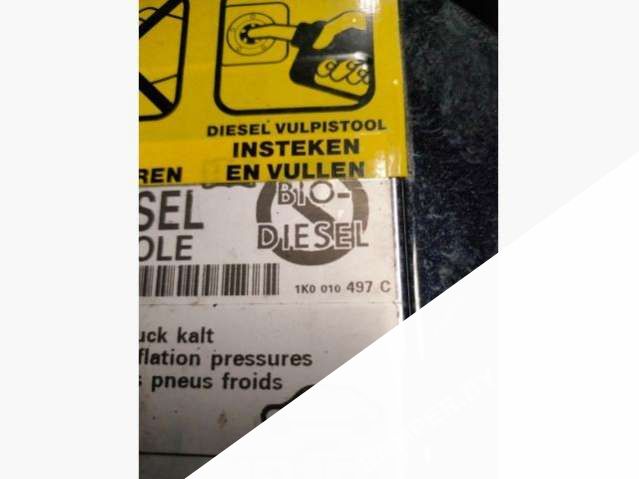 DIESEL VULPISTOOL
INSTEKEN
EN VULLEN
REN
BIO-
DIESEL
SEL
OLE
1K0 010 497 C
uck kalt
flation pressures
s pneus froids